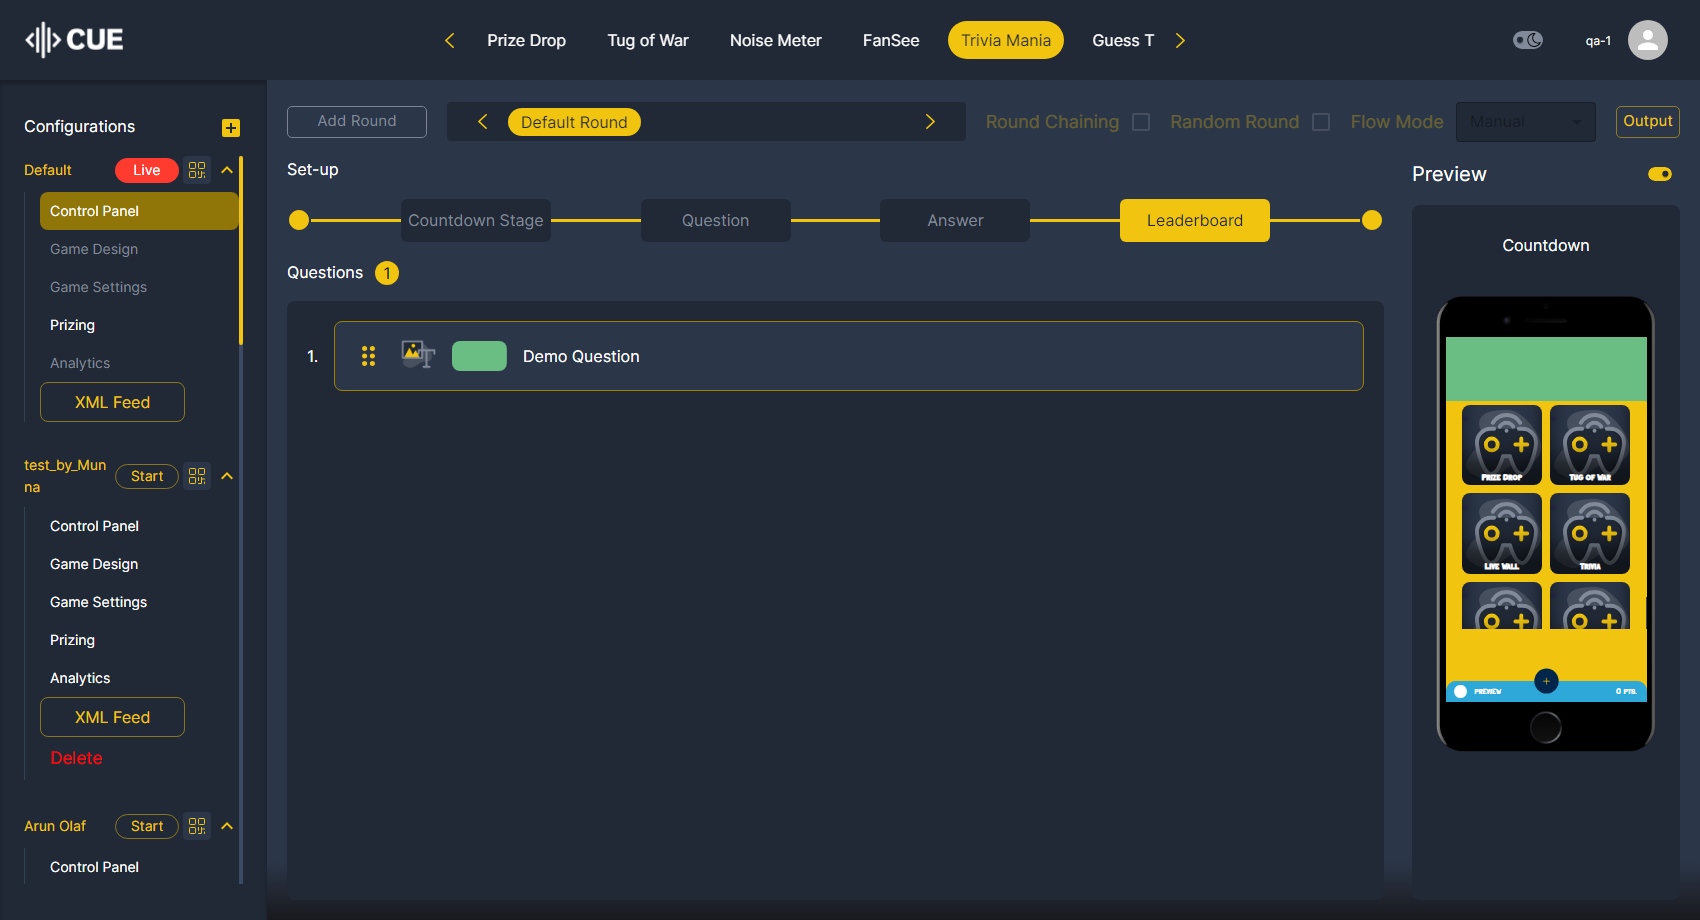 CUE
Prize Drop Tug of War Noise Meter FanSee Trivia Mania Guess T
qa-1
Configurations
Default Live
Control Panel
Game Design
Game Settings
Prizing
Analytics
XML Feed
test_by_Mun
na
Start
Control Panel
Game Design
Game Settings
Prizing
Analytics
XML Feed
Delete
Arun Olaf Start
Control Panel
Add Round Default Round Round Chaining Random Round Flow Mode Manual Output
Set-up
Countdown Stage Question Answer Leaderboard
Questions 1
1. Demo Question
Preview
Countdown
Prize Drop Tug of War
Live Wall Trivia
+
Preview 0 pts.